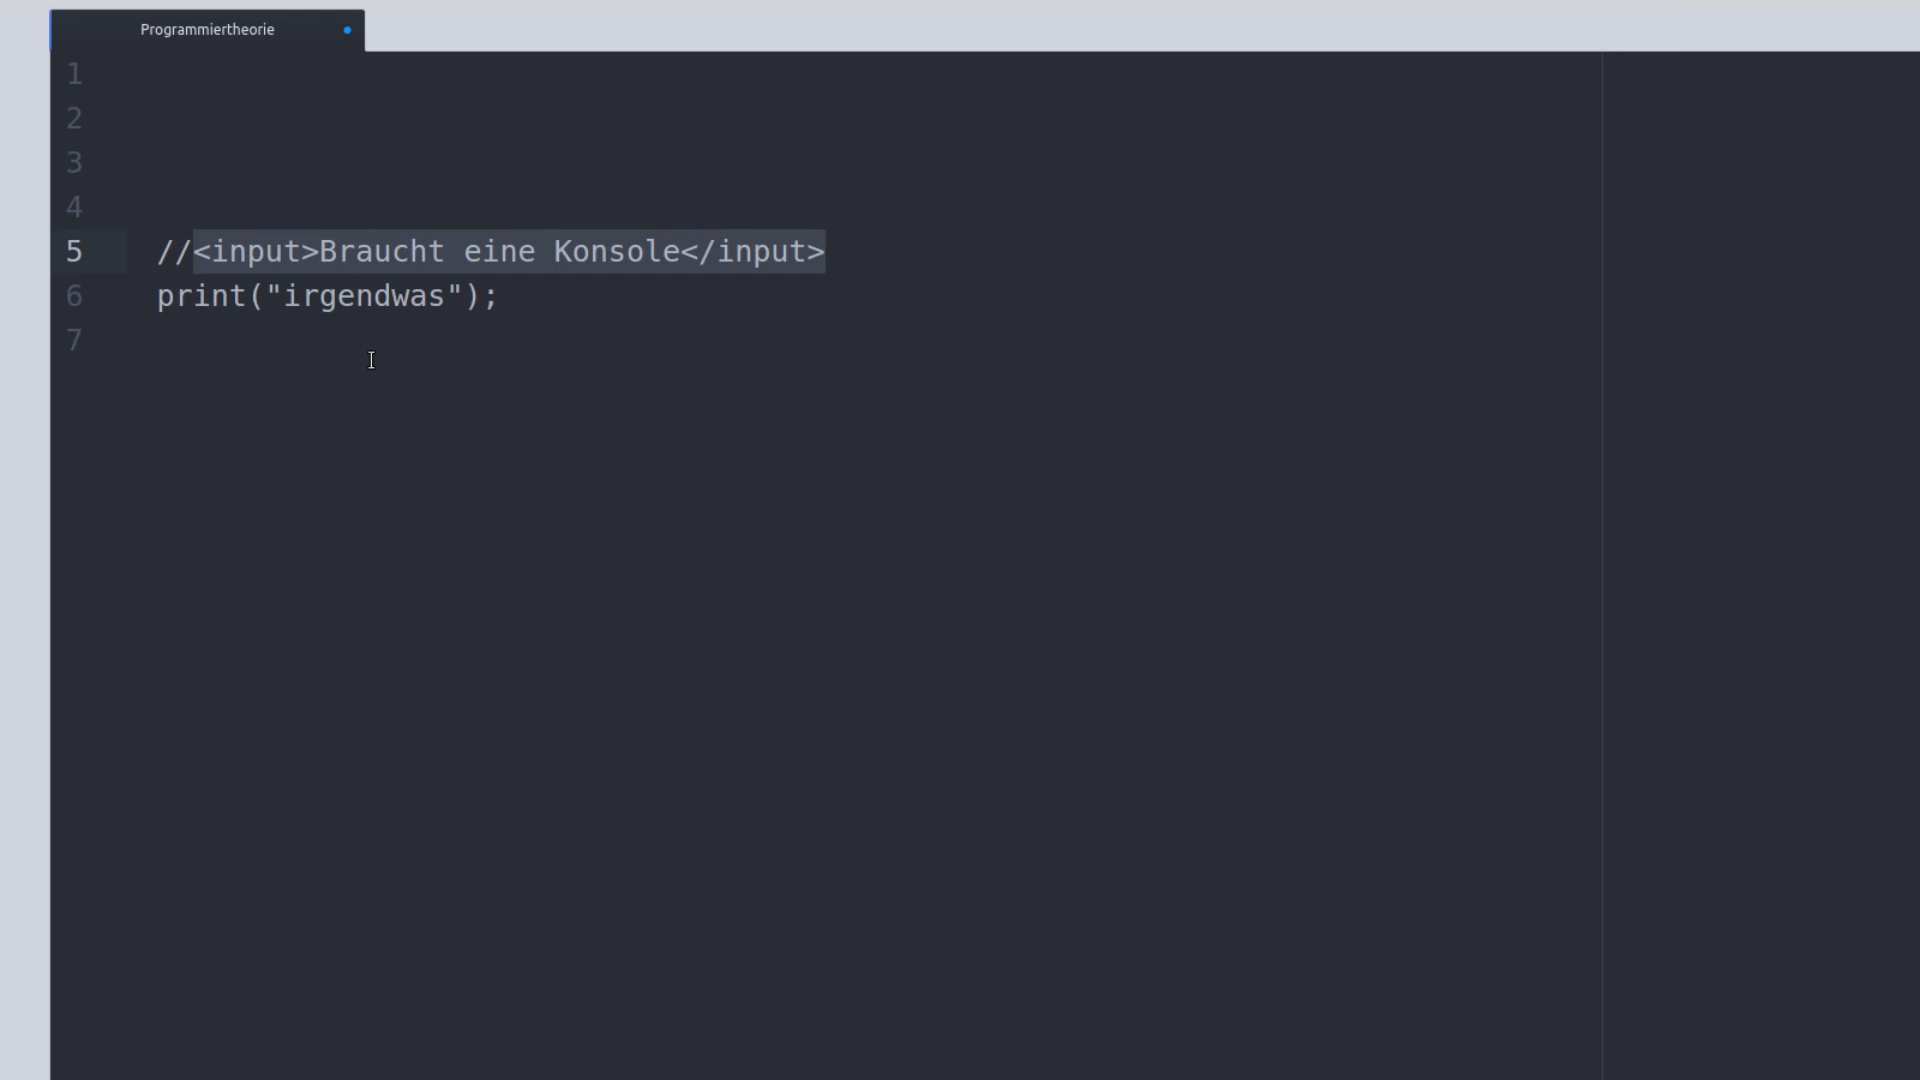 Programmiertheorie
1
2
3
4
5 //<input>Braucht eine Konsole</input>
6 print("irgendwas");
7